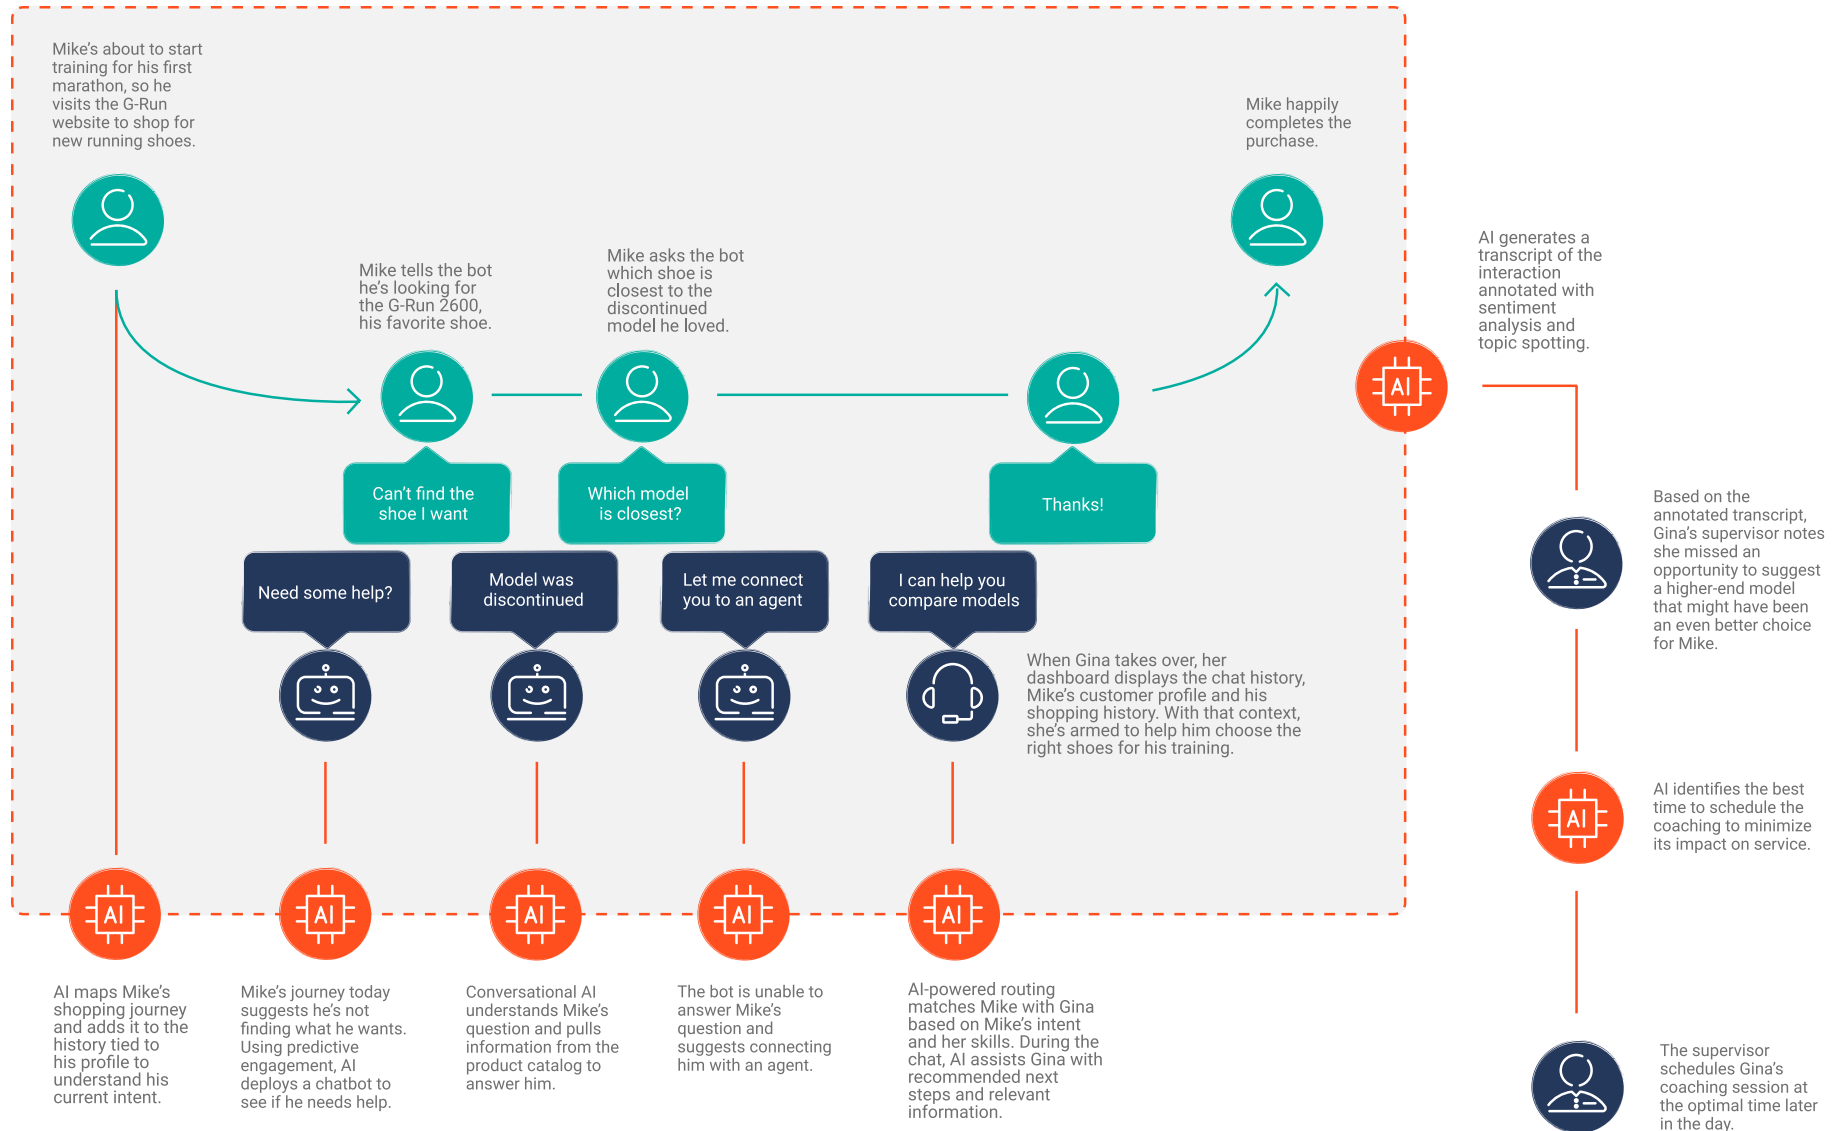 Mike's about to start
training for his first
marathon, so he
visits the G-Run
website to shop for
new running shoes.
Mike tells the bot
he's looking for
the G-Run 2600,
his favorite shoe.
Mike asks the bot
which shoe is
closest to the
discontinued
model he loved.
Mike happily
completes the
purchase.
Can't find the
shoe I want
Which model
is closest?
Thanks!
Need some help?
Model was
discontinued
Let me connect
you to an agent
I can help you
compare models
When Gina takes over, her
dashboard displays the chat history,
Mike's customer profile and his
shopping history. With that context,
she's armed to help him choose the
right shoes for his training.
AI
AI
AI
AI
AI
AI maps Mike's
shopping journey
and adds it to the
history tied to
his profile to
understand his
current intent.
Mike's journey today
suggests he's not
finding what he wants.
Using predictive
engagement, AI
deploys a chatbot to
see if he needs help.
Conversational AI
understands Mike's
question and pulls
information from the
product catalog to
answer him.
The bot is unable to
answer Mike's
question and
suggests connecting
him with an agent.
AI-powered routing
matches Mike with Gina
based on Mike's intent
and her skills. During the
chat, AI assists Gina with
recommended next
steps and relevant
information.
AI generates a
transcript of the
interaction
annotated with
sentiment
analysis and
topic spotting.
AI
Based on the
annotated transcript,
Gina's supervisor notes
she missed an
opportunity to suggest
a higher-end model
that might have been
an even better choice
for Mike.
AI
AI identifies the best
time to schedule the
coaching to minimize
its impact on service.
The supervisor
schedules Gina's
coaching session at
the optimal time later
in the day.